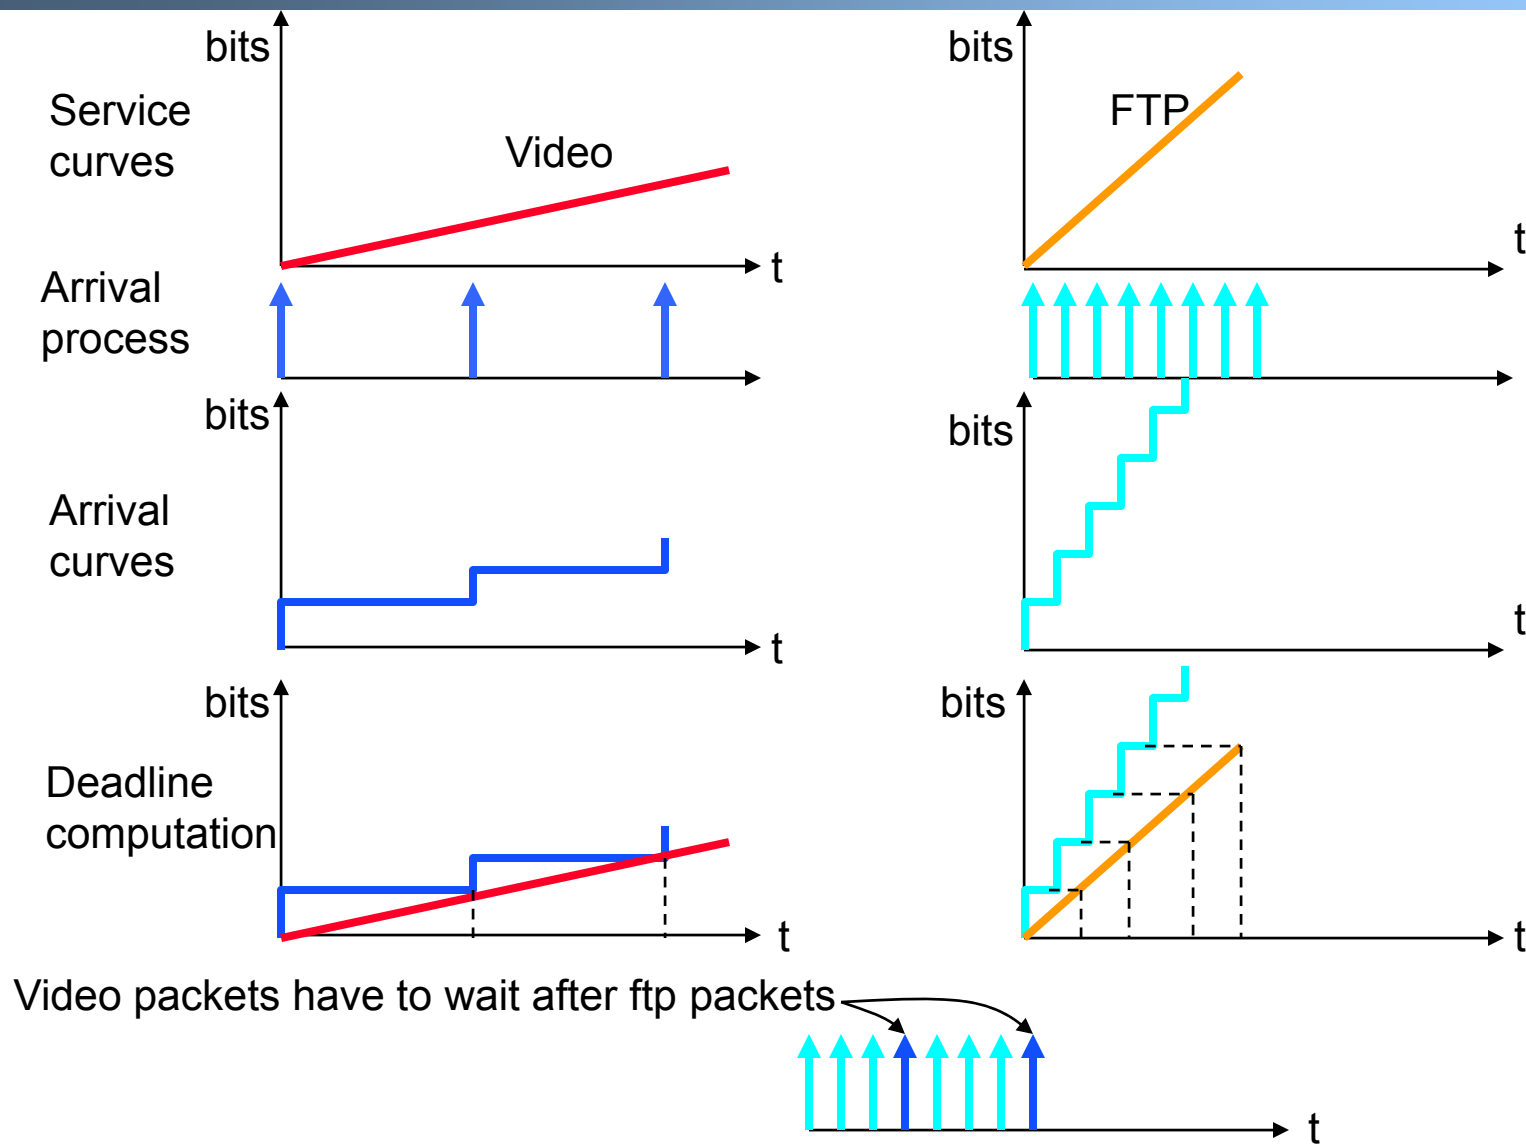 bits
bits
Service
curves
Video
FTP
t
t
Arrival
process
bits
bits
Arrival
curves
t
t
bits
bits
Deadline
computation
t
t
Video packets have to wait after ftp packets
t